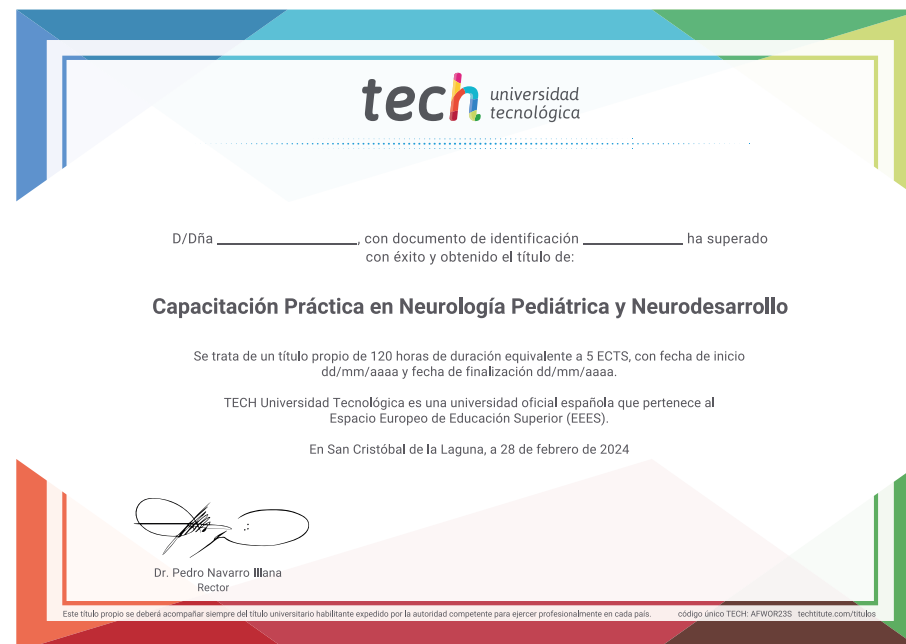 tech universidad
tecnológica
D/Dña ____________________, con documento de identificación ______________ ha superado
con éxito y obtenido el título de:
Capacitación Práctica en Neurología Pediátrica y Neurodesarrollo
Se trata de un título propio de 120 horas de duración equivalente a 5 ECTS, con fecha de inicio
dd/mm/aaaa y fecha de finalización dd/mm/aaaa.
TECH Universidad Tecnológica es una universidad oficial española que pertenece al
Espacio Europeo de Educación Superior (EEES).
En San Cristóbal de la Laguna, a 28 de febrero de 2024
Dr. Pedro Navarro Illana
Rector
Este título propio se deberá acompañar siempre del título universitario habilitante expedido por la autoridad competente para ejercer profesionalmente en cada país. código único TECH: AFWOR23S techtitute.com/titulos